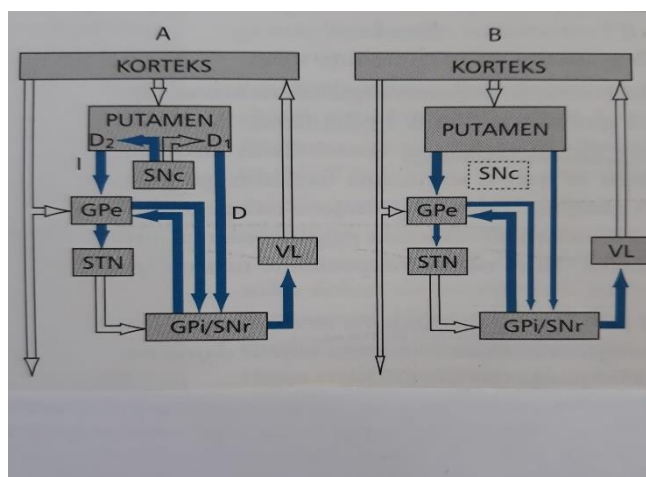 A
KORTEKS
PUTAMEN
D2 D1
I
SNc
D
GPe
STN
VL
GPi/SNr
B
KORTEKS
PUTAMEN
SNc
GPe
STN
VL
GPi/SNr